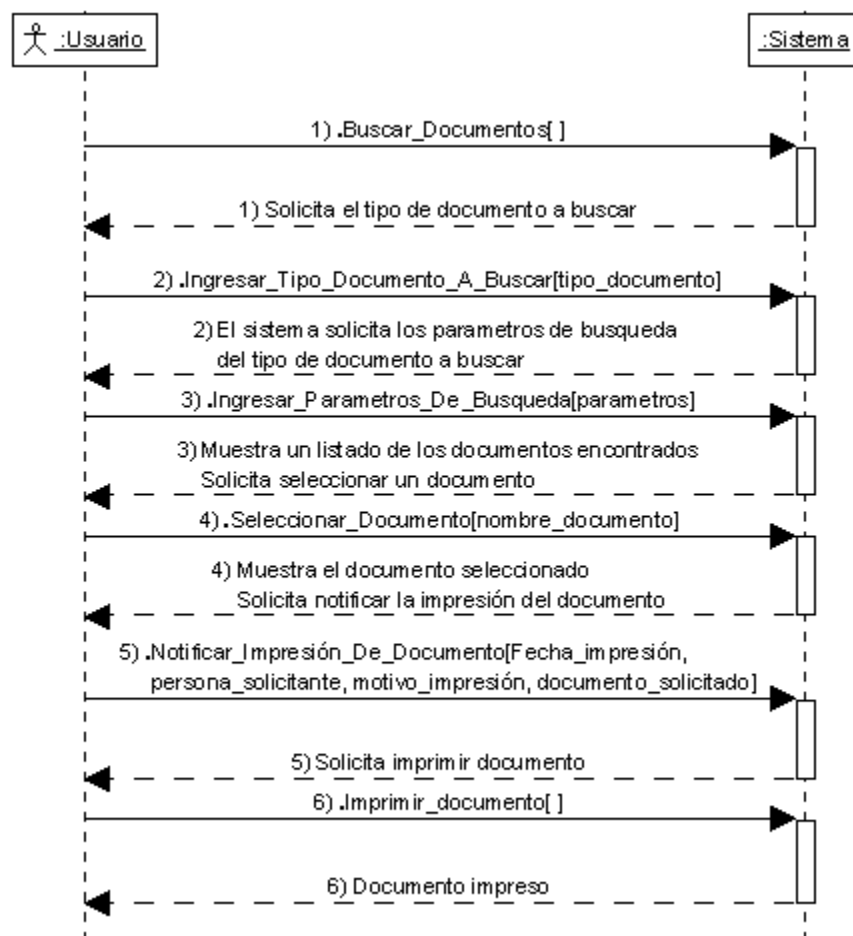 :Usuario
:Sistema
1) .Buscar_Documentos[ ]
1) Solicita el tipo de documento a buscar
2) .Ingresar_Tipo_Documento_A_Buscar[tipo_documento]
2) El sistema solicita los parametros de busqueda
del tipo de documento a buscar
3) .Ingresar_Parametros_De_Busqueda[parametros]
3) Muestra un listado de los documentos encontrados
Solicita seleccionar un documento
4) .Seleccionar_Documento[nombre_documento]
4) Muestra el documento seleccionado
Solicita notificar la impresión del documento
5) .Notificar_Impresión_De_Documento[Fecha_impresión,
persona_solicitante, motivo_impresión, documento_solicitado]
5) Solicita imprimir documento
6) .Imprimir_documento[ ]
6) Documento impreso